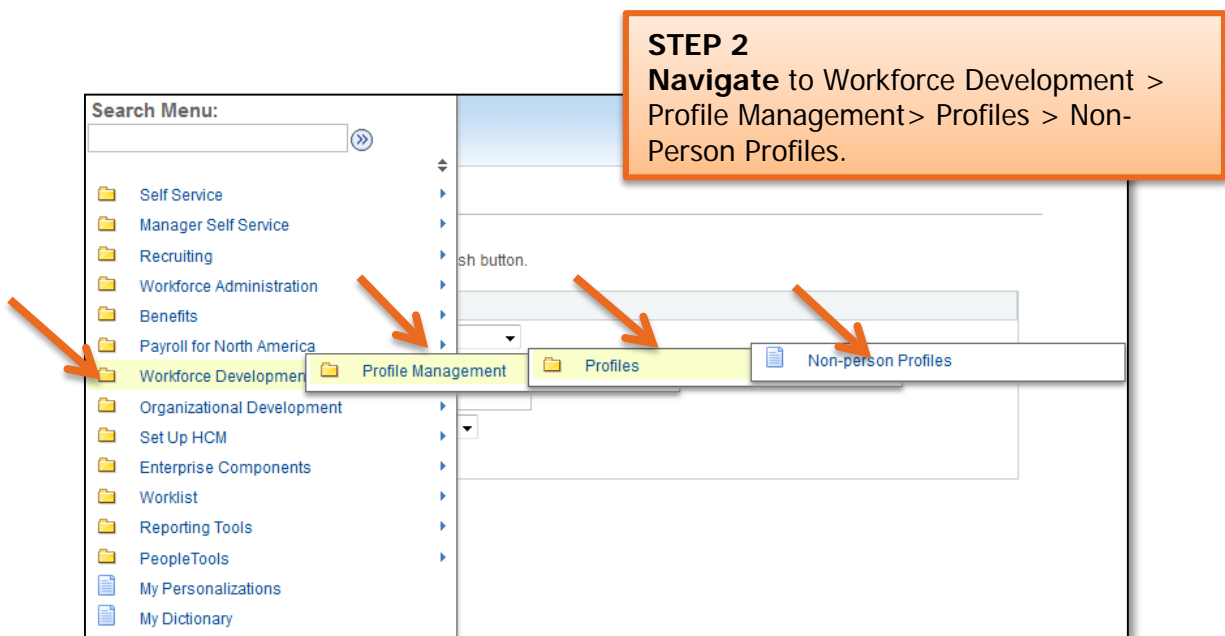 STEP 2
Navigate to Workforce Development >
Profile Management> Profiles > Non-
Person Profiles.
Search Menu:
Self Service
Manager Self Service
Recruiting
sh button.
Workforce Administration
Benefits
Payroll for North America
Workforce Developmen
Profile Management
Profiles
Non-person Profiles
Organizational Development
Set Up HCM
Enterprise Components
Worklist
Reporting Tools
PeopleTools
My Personalizations
My Dictionary